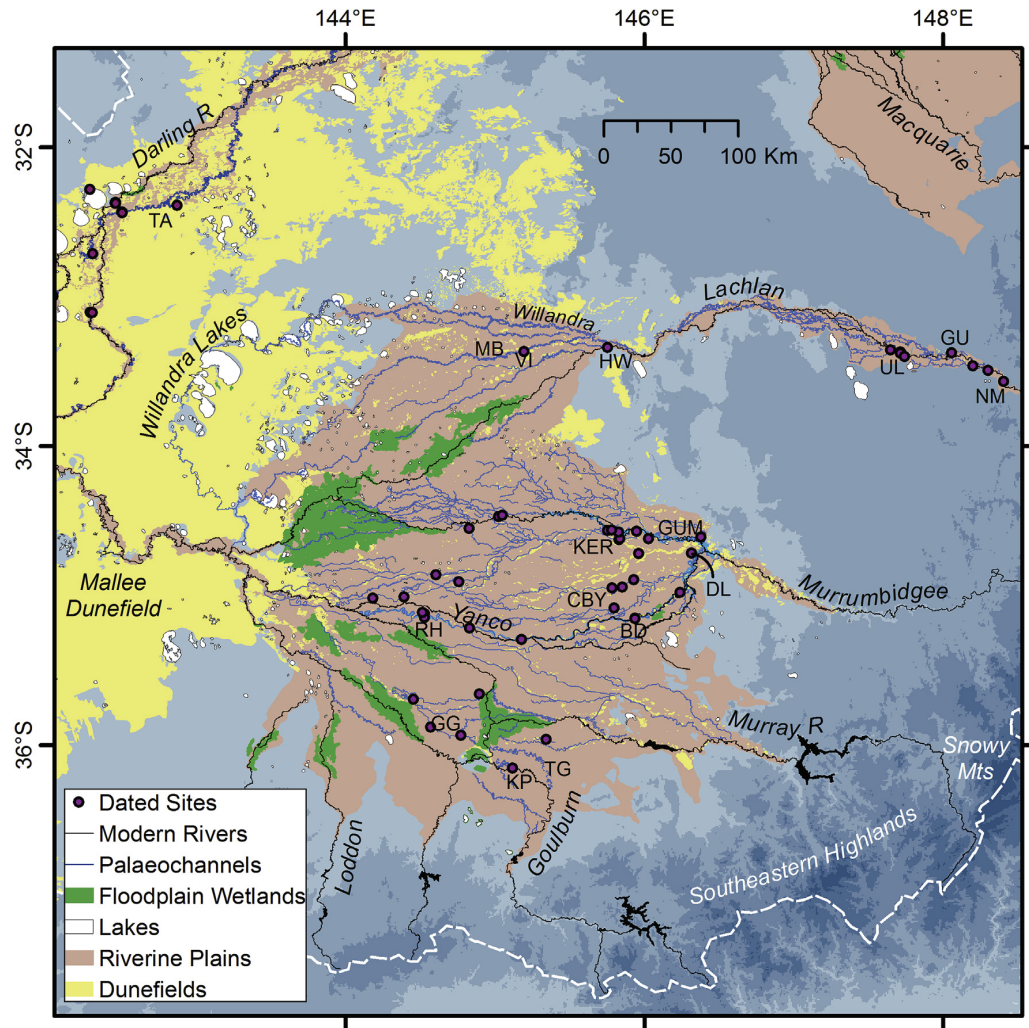 144°E
146°E
148°E
32°S
34°S
36°S
Darling R
TA
0 50 100 Km
Macquarie
Willandra Lakes
Willandra
MB
VI
HW
Lachlan
UL
GU
NM
Mallee
Dunefield
KER
GUM
DL
CBY
BD
Murrumbidgee
Yanco
RH
GG
KP
TG
Murray R
Snowy
Mts
Loddon
Goulburn
Southeastern Highlands
Dated Sites
Modern Rivers
Palaeochannels
Floodplain Wetlands
Lakes
Riverine Plains
Dunefields